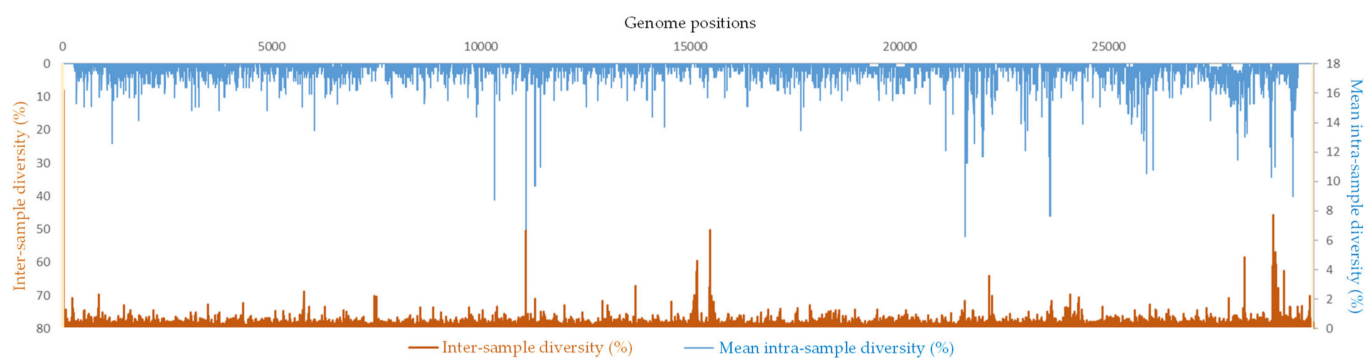 Genome positions
0 5000 10000 15000 20000 25000
0 18
10 16
20 14
30 12
40 10
50 8
60 6
70 4
80 2
0
Inter-sample diversity (%)
Mean intra-sample diversity (%)
Inter-sample diversity (%) Mean intra-sample diversity (%)